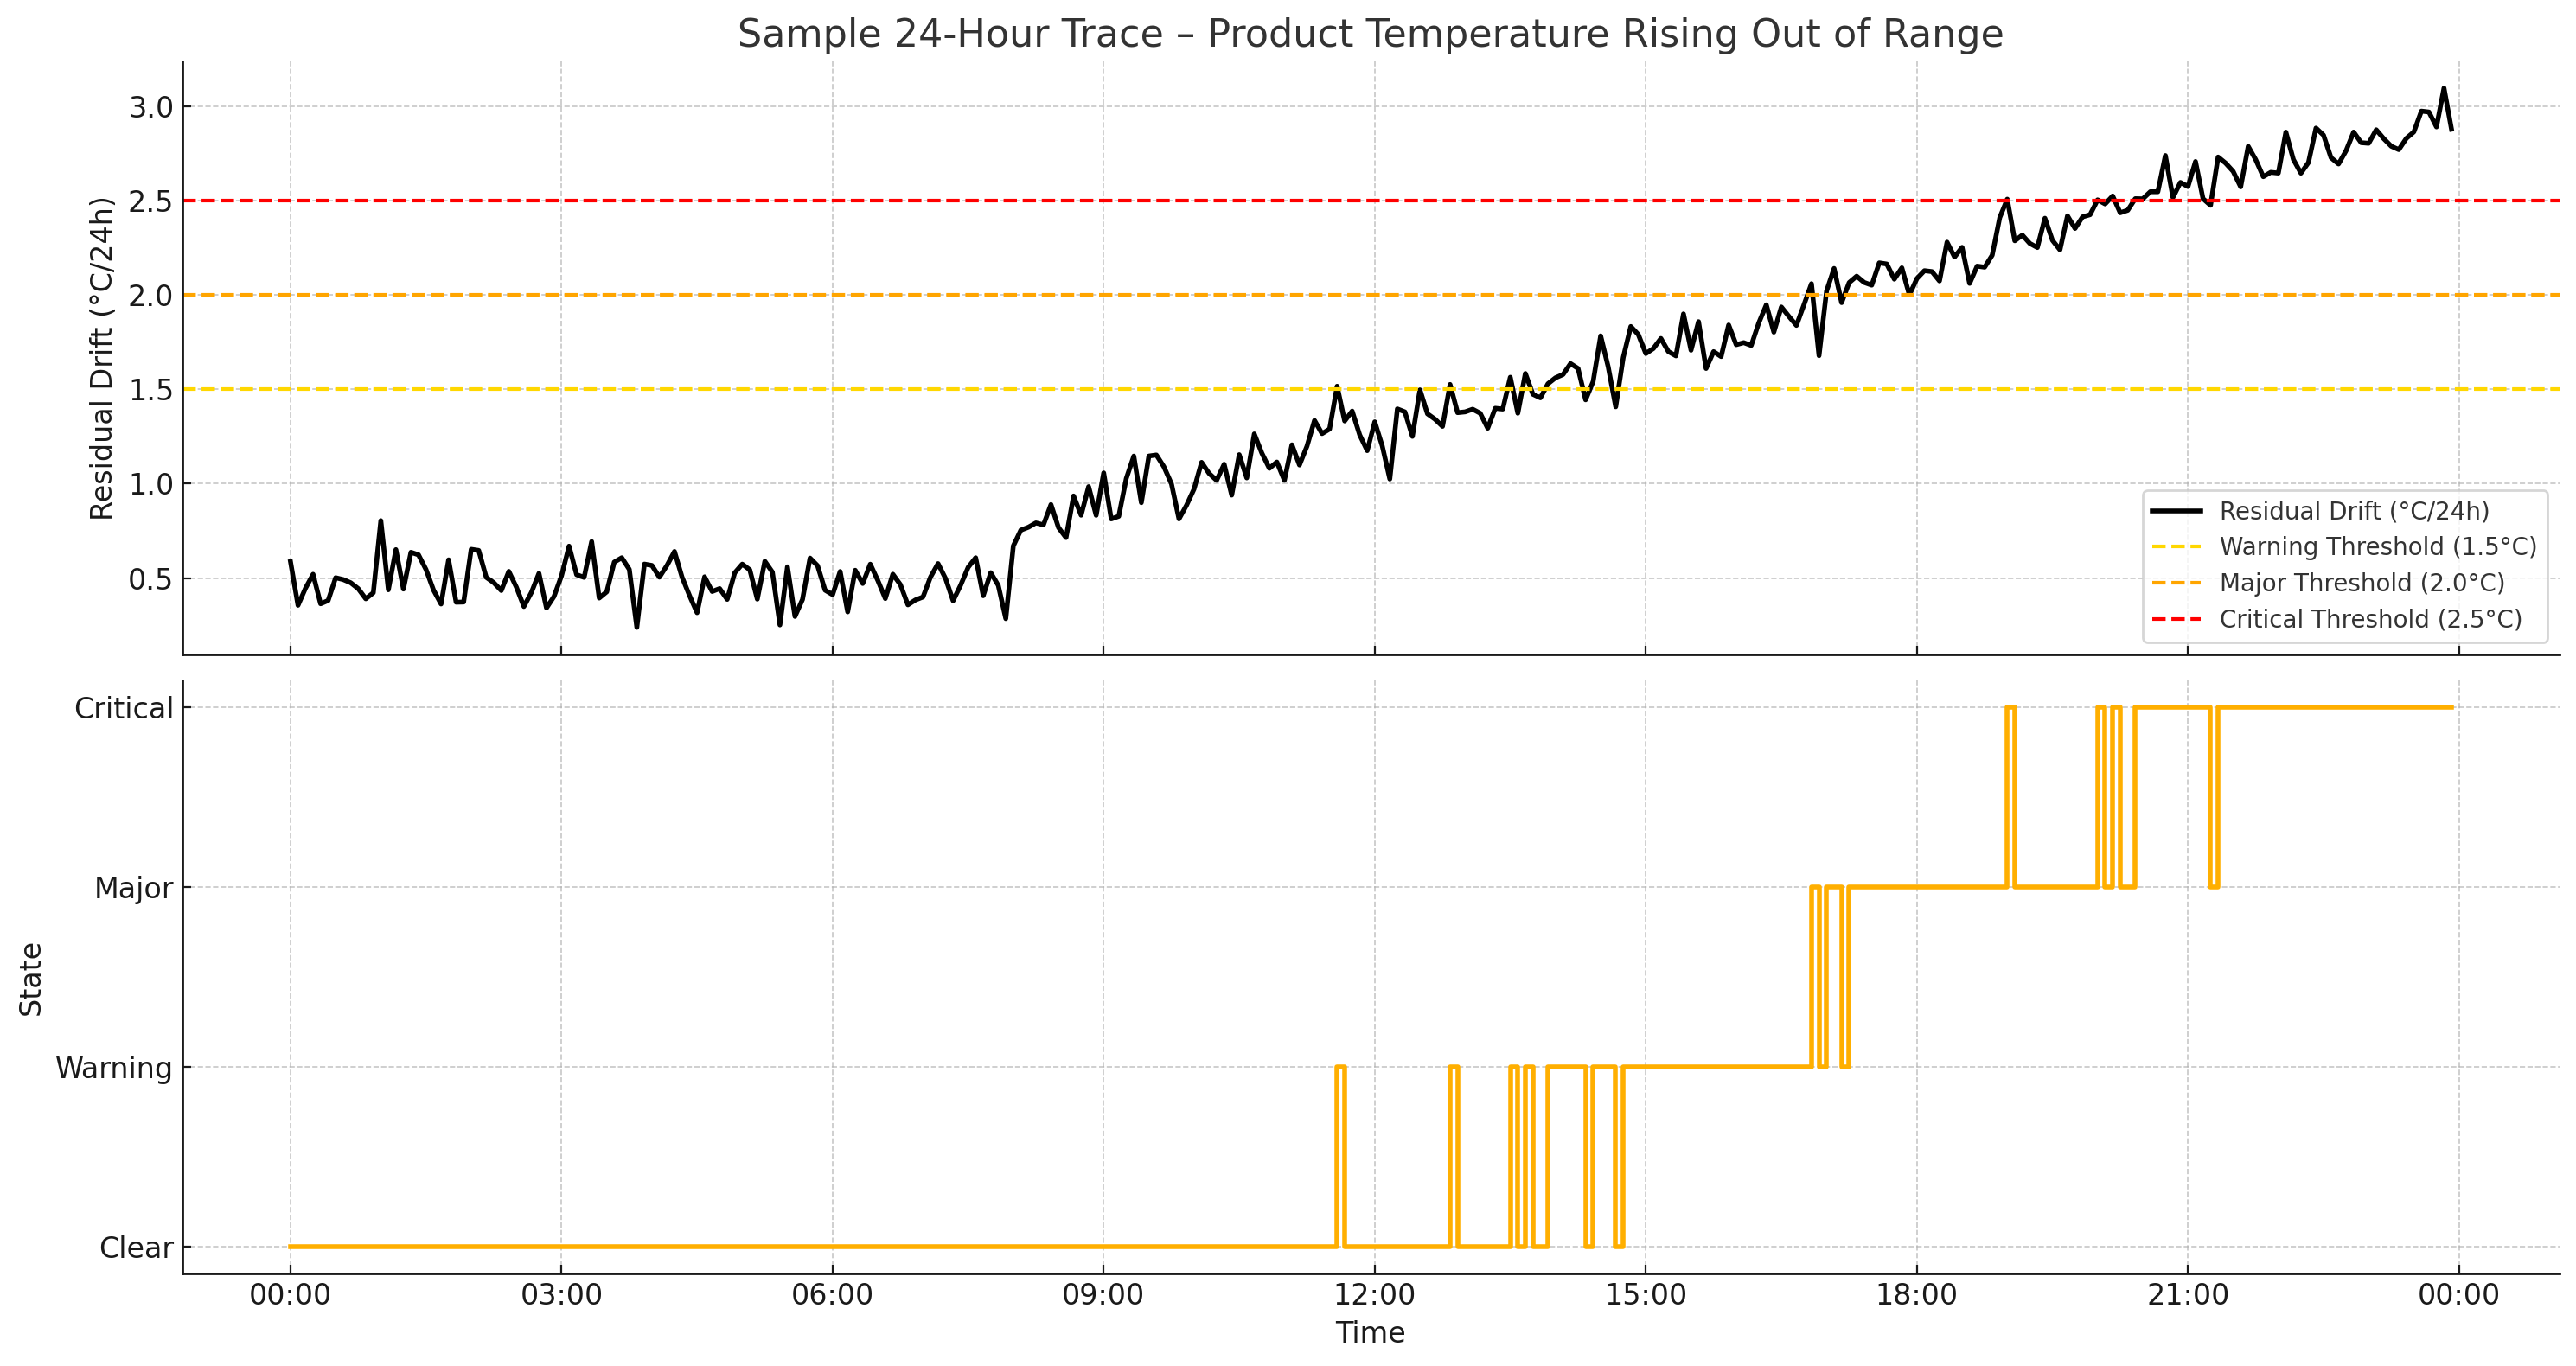 Sample 24-Hour Trace – Product Temperature Rising Out of Range
Residual Drift (°C/24h)
3.0
2.5
2.0
1.5
1.0
0.5
Residual Drift (°C/24h)
Warning Threshold (1.5°C)
Major Threshold (2.0°C)
Critical Threshold (2.5°C)
State
Critical
Major
Warning
Clear
00:00 03:00 06:00 09:00 12:00 15:00 18:00 21:00 00:00
Time